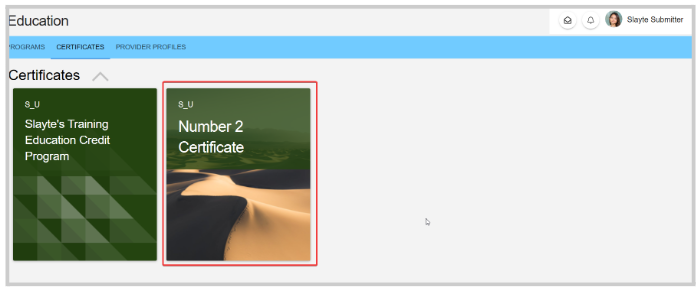 Education
Slayte Submitter
PROGRAMS CERTIFICATES PROVIDER PROFILES
Certificates
S_U
Slayte's Training
Education Credit
Program
S_U
Number 2
Certificate